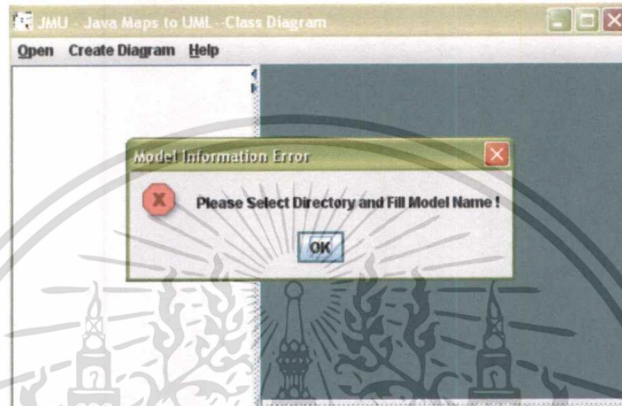 JMU - Java Maps to UML--Class Diagram
Open Create Diagram Help
Model Information Error
Please Select Directory and Fill Model Name !
OK